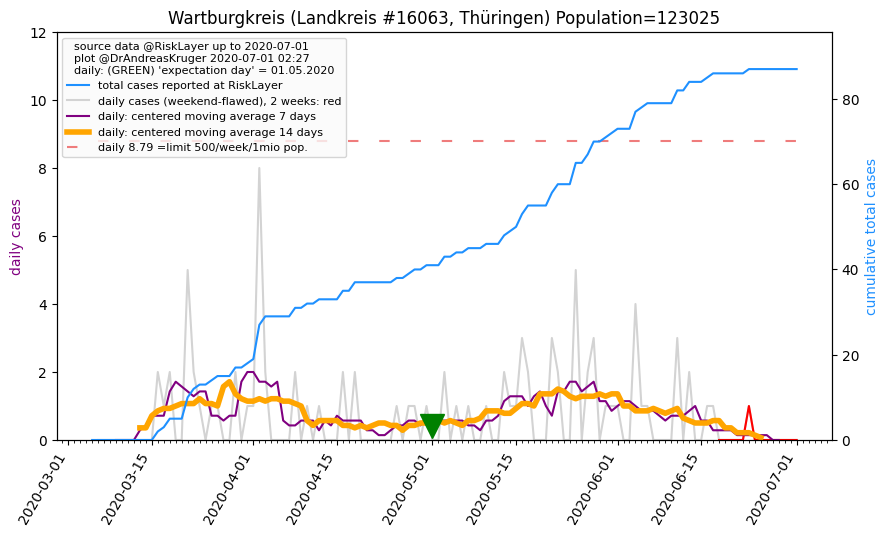 Wartburgkreis (Landkreis #16063, Thüringen) Population=123025
source data @RiskLayer up to 2020-07-01
plot @DrAndreasKruger 2020-07-01 02:27
daily: (GREEN) 'expectation day' = 01.05.2020
total cases reported at RiskLayer
daily cases (weekend-flawed), 2 weeks: red
daily: centered moving average 7 days
daily: centered moving average 14 days
daily 8.79 =limit 500/week/1mio pop.
daily cases
12
10
8
6
4
2
0
cumulative total cases
80
60
40
20
0
2020-03-01
2020-03-15
2020-04-01
2020-04-15
2020-05-01
2020-05-15
2020-06-01
2020-06-15
2020-07-01